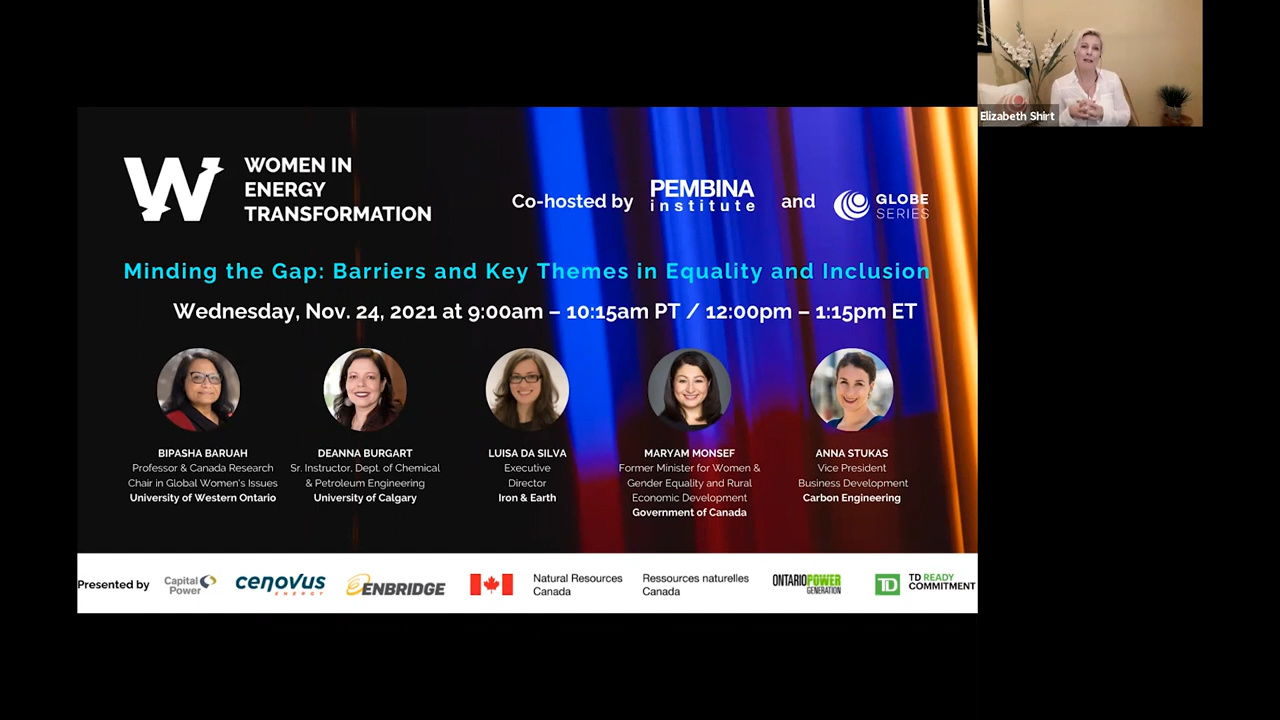 Elizabeth Shirt
W
WOMEN IN
ENERGY
TRANSFORMATION
Co-hosted by
PEMBINA
institute
and
GLOBE
SERIES
Minding the Gap: Barriers and Key Themes in Equality and Inclusion
Wednesday, Nov. 24, 2021 at 9:00am – 10:15am PT / 12:00pm – 1:15pm ET
BIPASHA BARUAH
Professor & Canada Research
Chair in Global Women's Issues
University of Western Ontario
DEANNA BURGART
Sr. Instructor, Dept. of Chemical
& Petroleum Engineering
University of Calgary
LUISA DA SILVA
Executive
Director
Iron & Earth
MARYAM MONSEF
Former Minister for Women &
Gender Equality and Rural
Economic Development
Government of Canada
ANNA STUKAS
Vice President
Business Development
Carbon Engineering
Presented by
Capital
Power
cenovus
ENERGY
ENBRIDGE
Natural Resources
Canada
Ressources naturelles
Canada
ONTARIOPOWER
GENERATION
TD
TD READY
COMMITMENT